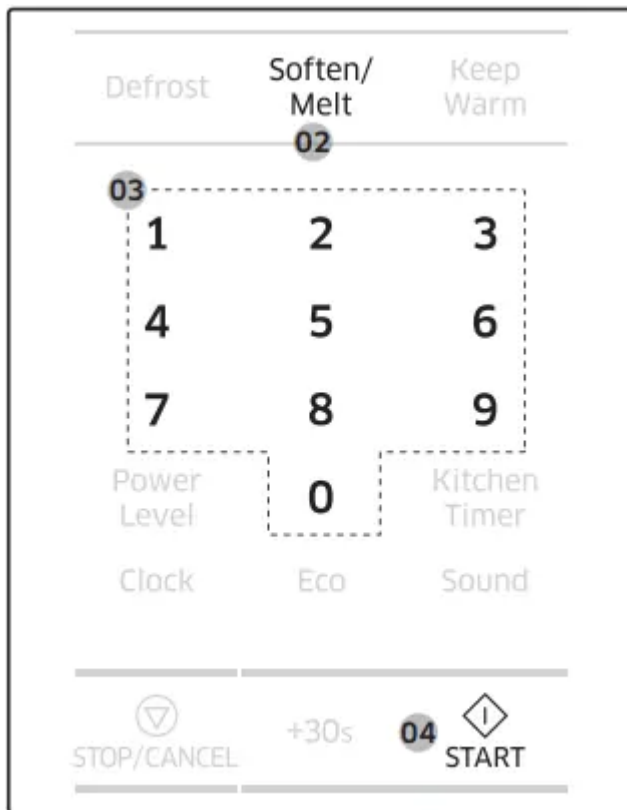 Defrost
Soften/
Melt
Keep
Warm
02
03
1 2 3
4 5 6
7 8 9
Power
Level
0
Kitchen
Timer
Clock Eco Sound
STOP/CANCEL
+30s
04
START